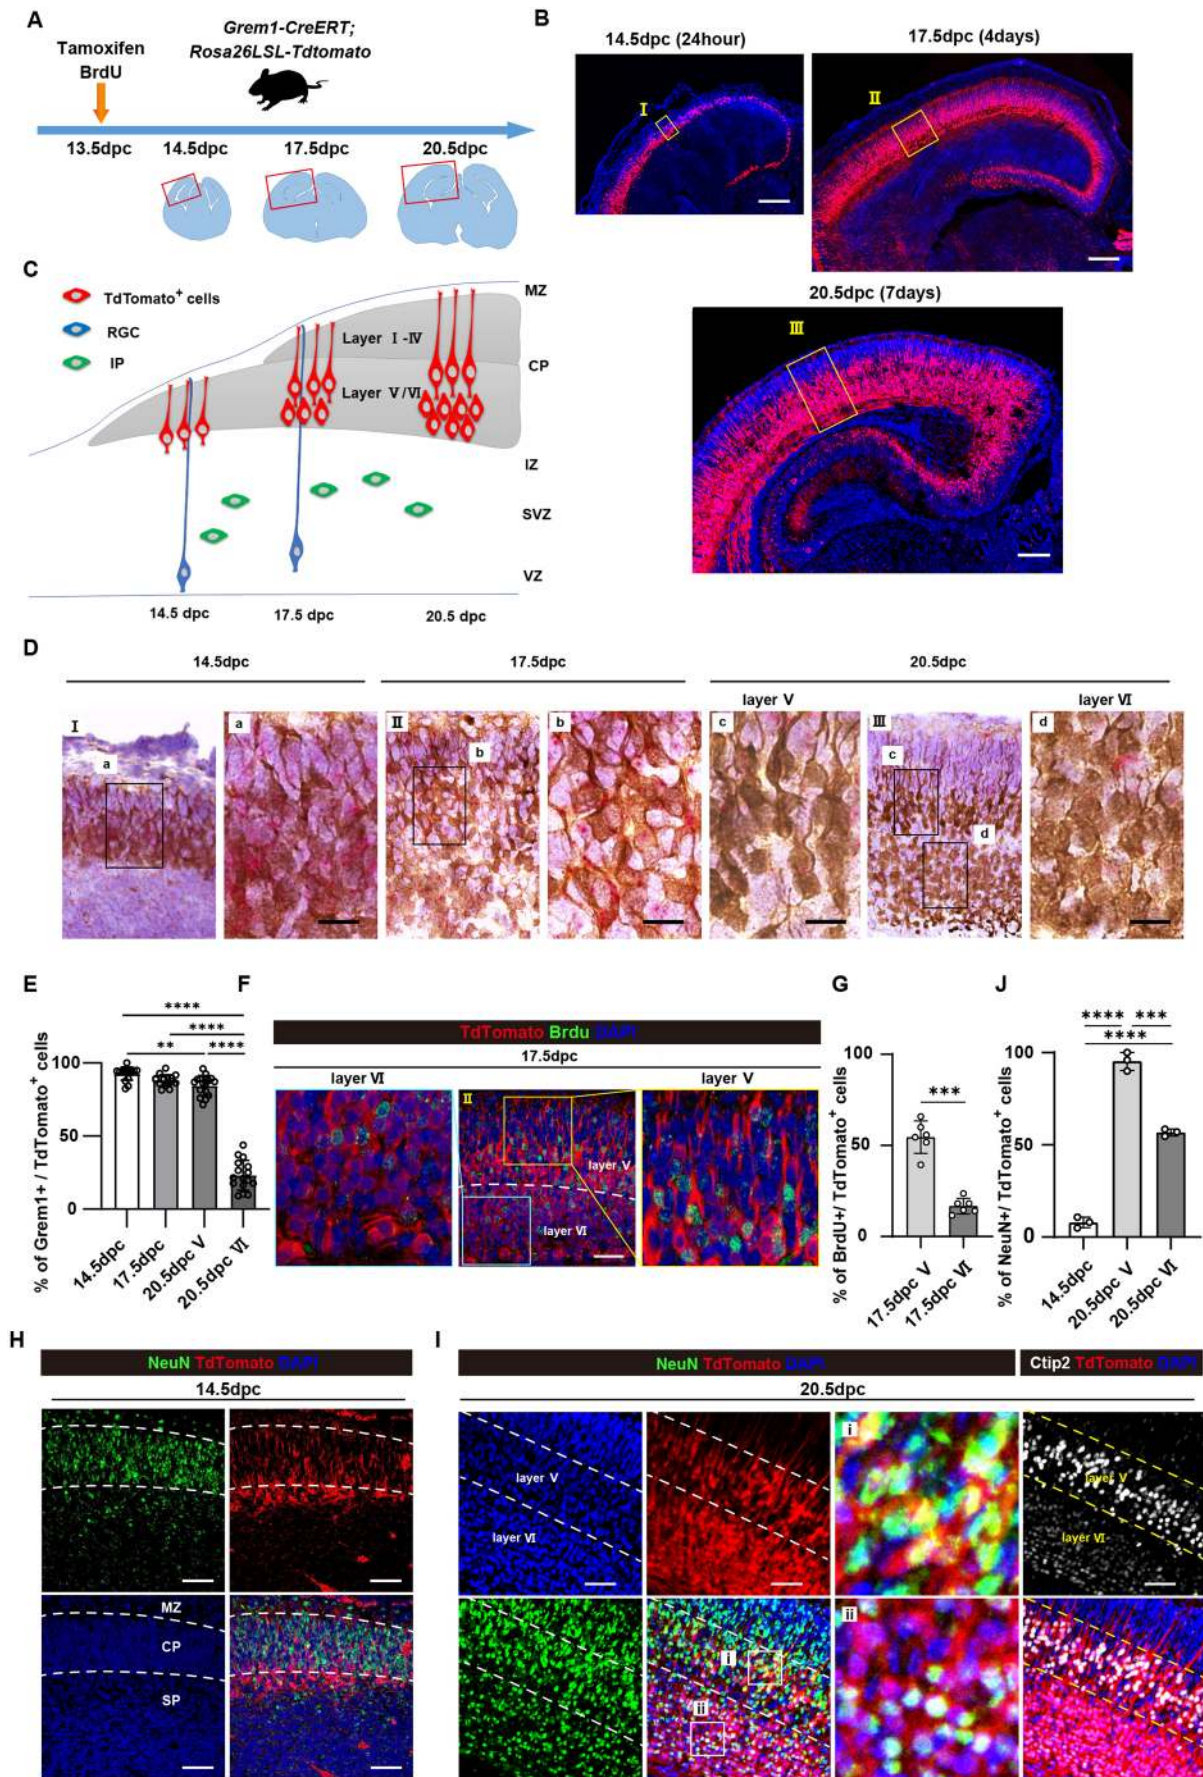 A
Grem1-CreERT;
Rosa26LSL-Tdtomato
Tamoxifen
BrdU
13.5dpc
14.5dpc
17.5dpc
20.5dpc
B
14.5dpc (24hour)
17.5dpc (4days)
I
II
20.5dpc (7days)
III
C
TdTomato+ cells
RGC
IP
Layer I-IV
Layer V/VI
MZ
CP
IZ
SVZ
VZ
14.5 dpc
17.5 dpc
20.5 dpc
D
14.5dpc
17.5dpc
20.5dpc
layer V
layer VI
I
a
a
II
b
b
c
III
c
d
d
E
% of Grem1+ / TdTomato+ cells
****
****
** ****
100
50
0
14.5dpc
17.5dpc
20.5dpc V
20.5dpc VI
F
TdTomato Brdu DAPI
17.5dpc
layer VI
layer V
II
layer V
layer VI
G
% of BrdU+/ TdTomato+ cells
***
100
50
0
17.5dpc V
17.5dpc VI
J
% of NeuN+/ TdTomato+ cells
**** ***
****
100
50
0
14.5dpc
20.5dpc V
20.5dpc VI
H
NeuN TdTomato DAPI
14.5dpc
MZ
CP
SP
I
NeuN TdTomato DAPI
Ctip2 TdTomato DAPI
20.5dpc
layer V
layer VI
i
layer V
layer VI
i
ii
ii